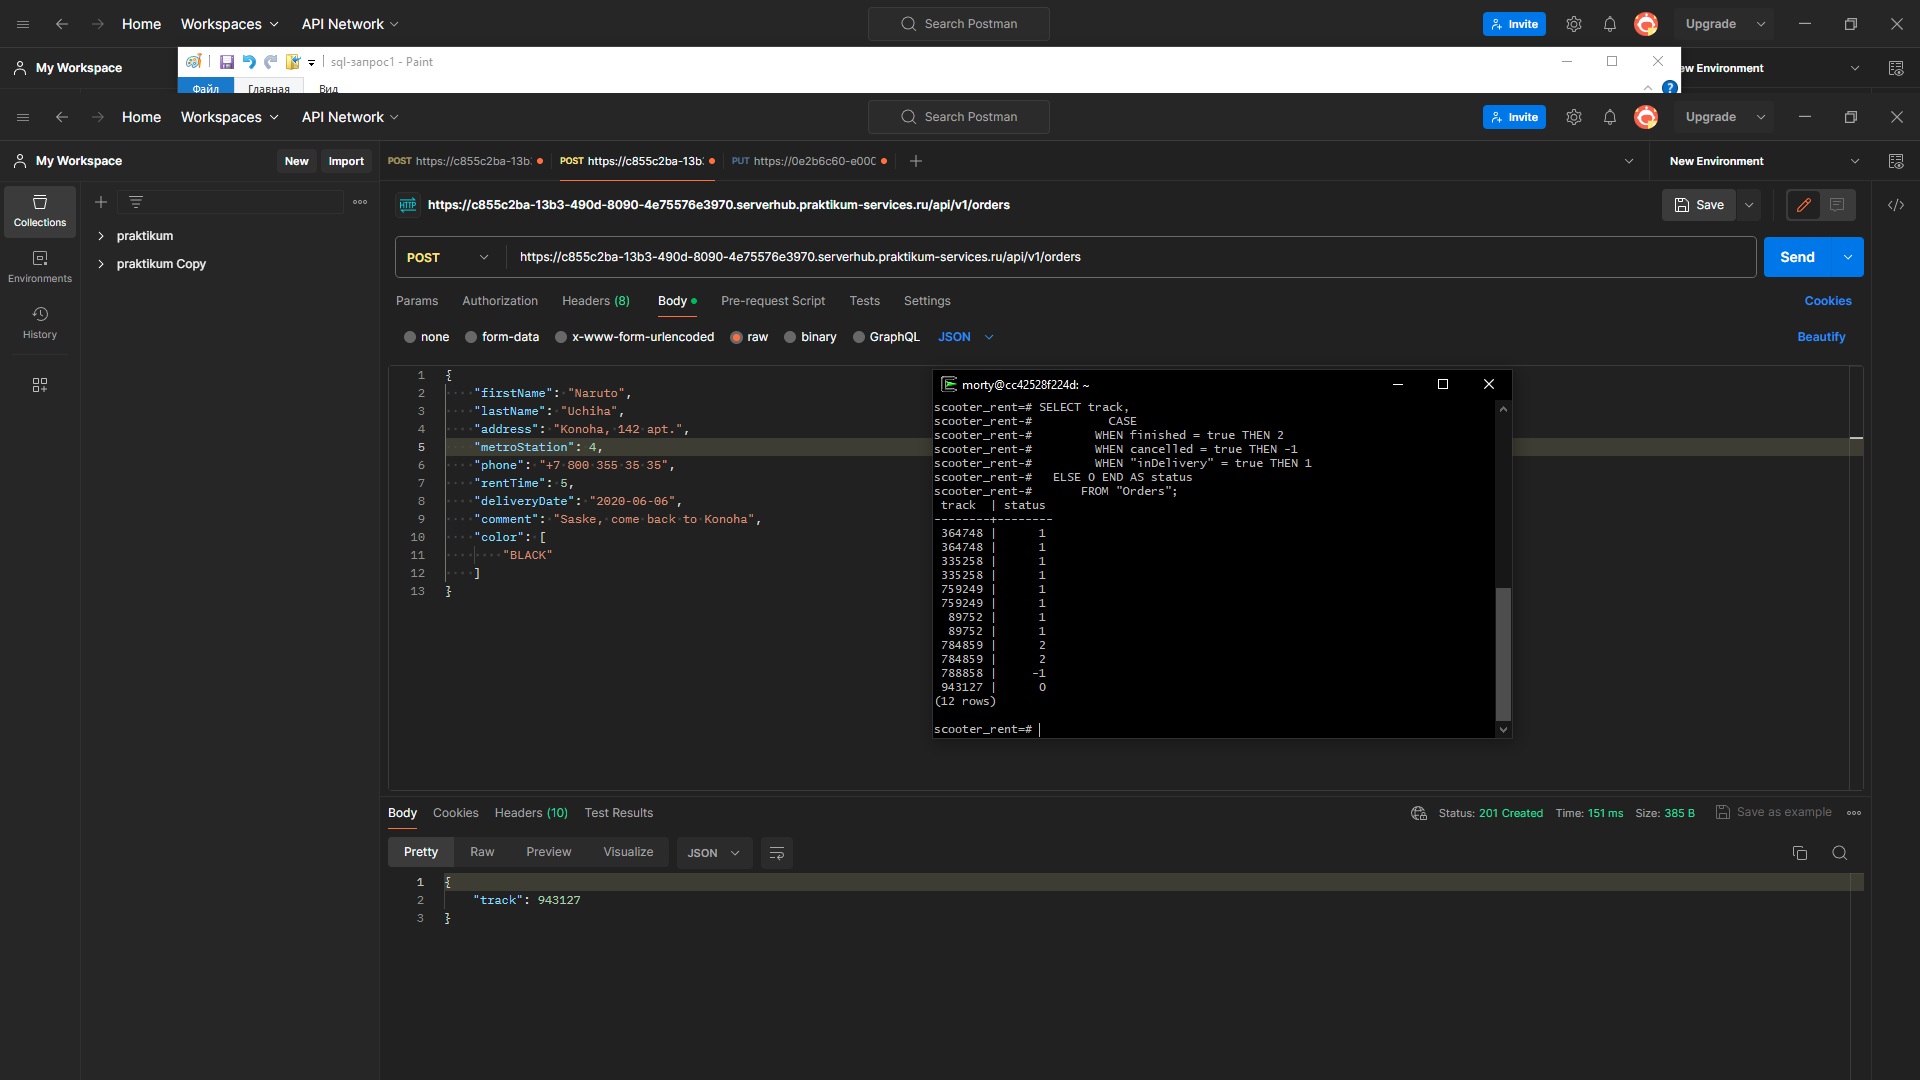 Home Workspaces API Network Search Postman Invite Upgrade
My Workspace sql-запрос1 - Paint ew Environment
Файл Главная Вид
Home Workspaces API Network Search Postman Invite Upgrade
My Workspace New Import POST https://c855c2ba-13b POST https://c855c2ba-13b PUT https://0e2b6c60-e00C New Environment
HTTP https://c855c2ba-13b3-490d-8090-4e75576e3970.serverhub.praktikum-services.ru/api/v1/orders Save
Collections
praktikum
praktikum Copy
Environments
History
POST https://c855c2ba-13b3-490d-8090-4e75576e3970.serverhub.praktikum-services.ru/api/v1/orders Send
Params Authorization Headers (8) Body Pre-request Script Tests Settings Cookies
none form-data x-www-form-urlencoded raw binary GraphQL JSON Beautify
1 {
2 "firstName": "Naruto",
3 "lastName": "Uchiha",
4 "address": "Konoha, 142 apt.",
5 "metroStation": 4,
6 "phone": "+7 800 355 35 35",
7 "rentTime": 5,
8 "deliveryDate": "2020-06-06",
9 "comment": "Saske, come back to Konoha",
10 "color": [
11 "BLACK"
12 ]
13 }
morty@cc42528f224d: ~
scooter_rent=# SELECT track,
scooter_rent-# CASE
scooter_rent-# WHEN finished = true THEN 2
scooter_rent-# WHEN cancelled = true THEN -1
scooter_rent-# WHEN "inDelivery" = true THEN 1
scooter_rent-# ELSE 0 END AS status
scooter_rent-# FROM "Orders";
track | status
--------+--------
364748 | 1
364748 | 1
335258 | 1
335258 | 1
759249 | 1
759249 | 1
89752 | 1
89752 | 1
784859 | 2
784859 | 2
788858 | -1
943127 | 0
(12 rows)
scooter_rent=#
Body Cookies Headers (10) Test Results Status: 201 Created Time: 151 ms Size: 385 B Save as example
Pretty Raw Preview Visualize JSON
1 {
2 "track": 943127
3 }